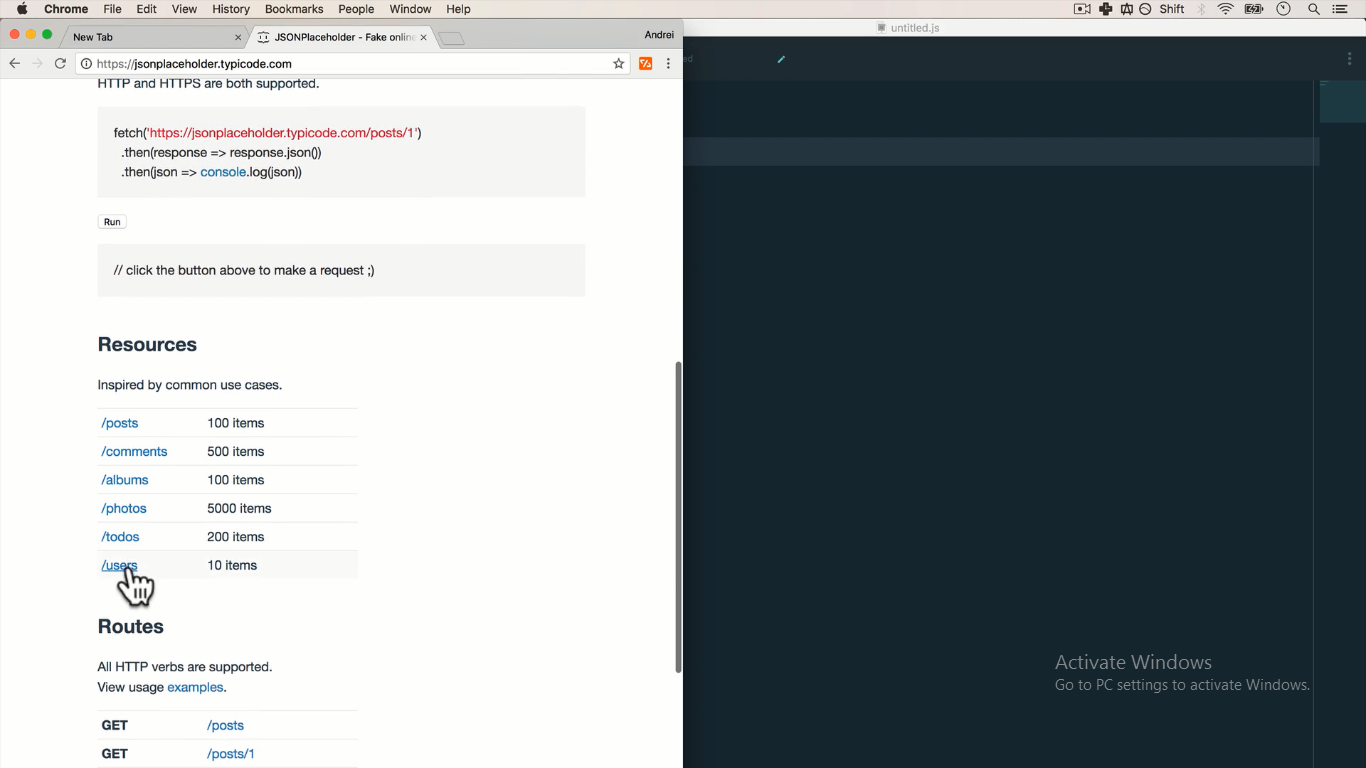 Chrome File Edit View History Bookmarks People Window Help Shift
untitled.js
New Tab
JSONPlaceholder - Fake online
Andrei
https://jsonplaceholder.typicode.com
HTTP and HTTPS are both supported.
fetch('https://jsonplaceholder.typicode.com/posts/1')
.then(response => response.json())
.then(json => console.log(json))
Run
// click the button above to make a request ;)
Resources
Inspired by common use cases.
/posts 100 items
/comments 500 items
/albums 100 items
/photos 5000 items
/todos 200 items
/users 10 items
Routes
All HTTP verbs are supported.
View usage examples.
GET /posts
GET /posts/1
Activate Windows
Go to PC settings to activate Windows.